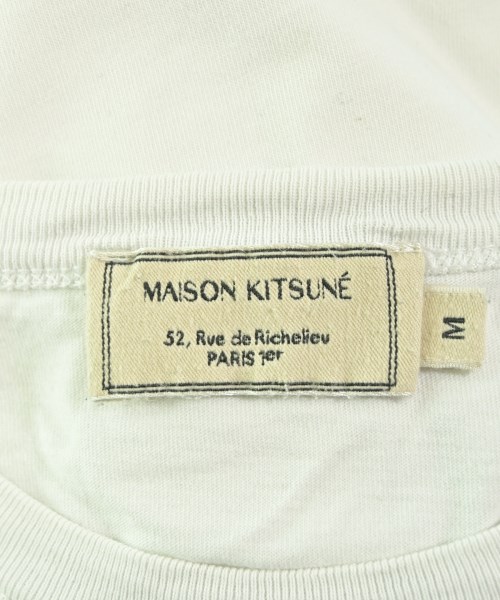 MAISON KITSUNÉ
52, Rue de Richelieu
PARIS 1er
M